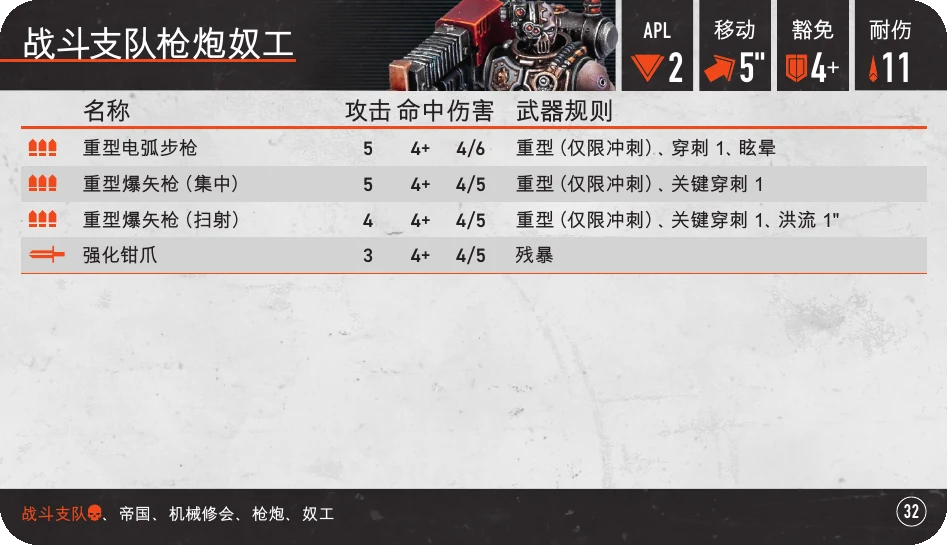 战斗支队枪炮奴工
APL 移动 豁免 耐伤
2 5" 4+ 11
名称 攻击 命中 伤害 武器规则
重型电弧步枪 5 4+ 4/6 重型（仅限冲刺）、穿刺 1、眩晕
重型爆矢枪（集中） 5 4+ 4/5 重型（仅限冲刺）、关键穿刺 1
重型爆矢枪（扫射） 4 4+ 4/5 重型（仅限冲刺）、关键穿刺 1、洪流 1"
强化钳爪 3 4+ 4/5 残暴
战斗支队、帝国、机械修会、枪炮、奴工
32